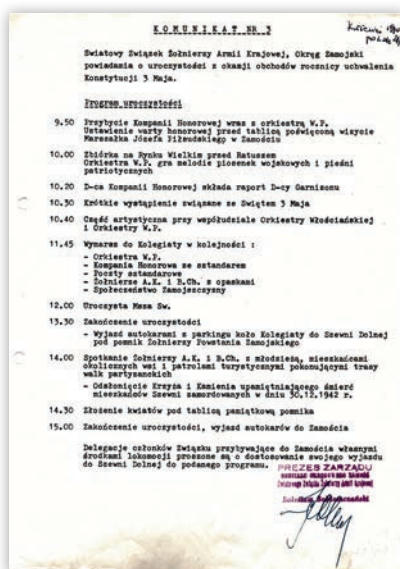 KOMUNIKAT NR 3
Światowy Związek Żołnierzy Armii Krajowej, Okręg Zamojski
powiadamia o uroczystości z okazji obchodów rocznicy uchwalenia
Konstytucji 3 Maja.
Program uroczystości
9.50 Przybycie Kompanii Honorowej wraz z orkiestrą W.P.
Ustawienie warty honorowej przed tablicą poświęconą wizycie
Marszałka Józefa Piłsudskiego w Zamościu
10.00 Zbiórka na Rynku Wielkim przed Ratuszem
Orkiestra W.P. gra melodie piosenek wojskowych i pieśni
patriotycznych
10.20 D-ca Kompanii Honorowej składa raport D-cy Garnizonu
10.30 Krótkie wystąpienie związane ze Świętem 3 Maja
10.40 Część artystyczna przy współudziale Orkiestry Włościańskiej
i Orkiestry W.P.
11.45 Wymarsz do Kolegiaty w kolejności :
- Orkiestra W.P.
- Kompania Honorowa ze sztandarem
- Poczty sztandarowe
- Żołnierze A.K. i B.Ch. z opaskami
- Społeczeństwo Zamojszczyzny
12.00 Uroczysta Msza Św.
13.30 Zakończenie uroczystości
- Wyjazd autokarami z parkingu koło Kolegiaty do Szewni Dolnej
pod pomnik Żołnierzy Powstania Zamojskiego
14.00 Spotkanie Żołnierzy A.K. i B.Ch. z młodzieżą, mieszkańcami
okolicznych wsi i patrolami turystycznymi pokonującymi trasy
walk partyzanckich
- Odsłonięcie Krzyża i Kamienia upamiętniającego śmierć
mieszkańców Szewni zamordowanych w dniu 30.12.1942 r.
14.30 Złożenie kwiatów pod tablicą pamiątkową pomnika
15.00 Zakończenie uroczystości, wyjazd autokarów do Zamościa
Delegacje członków Związku przybywające do Zamościa własnymi
środkami lokomocji proszone są o dostosowanie swojego wyjazdu
do Szewni Dolnej do podanego programu.
PREZES ZARZĄDU